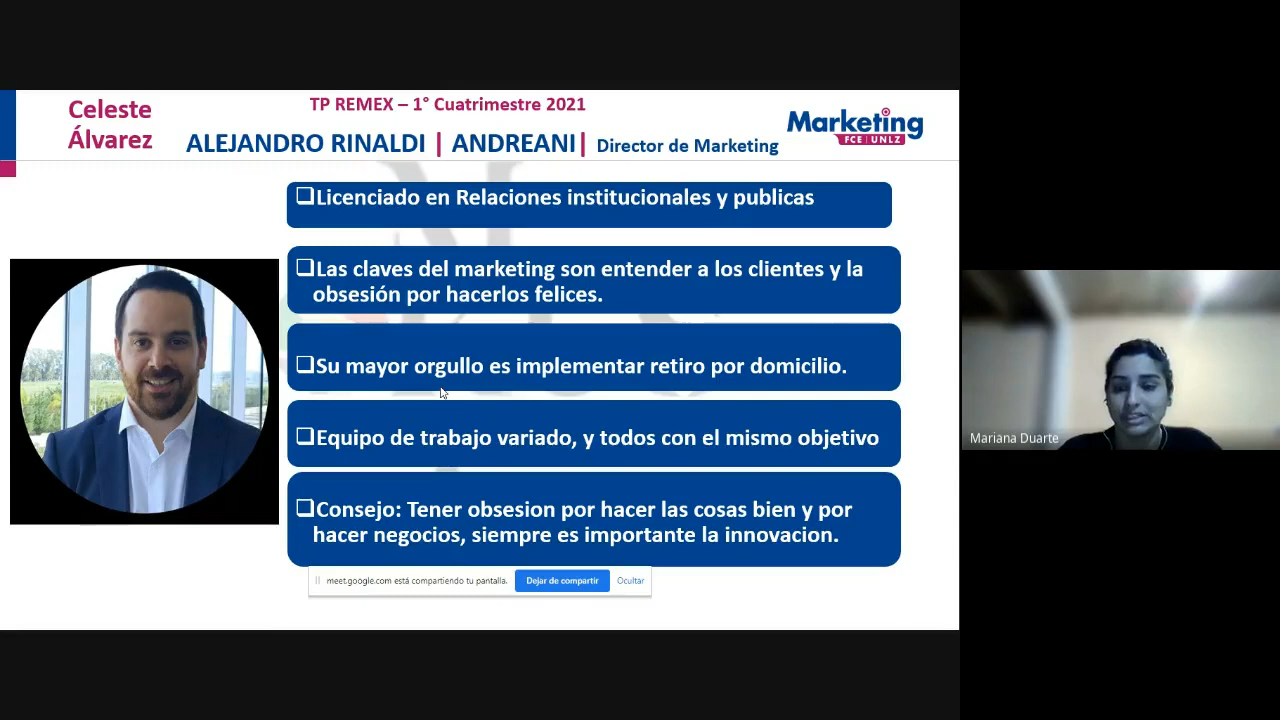 Celeste
Álvarez
TP REMEX – 1° Cuatrimestre 2021
ALEJANDRO RINALDI | ANDREANI| Director de Marketing
Marketing
FCE | UNLZ
❑Licenciado en Relaciones institucionales y publicas
❑Las claves del marketing son entender a los clientes y la
obsesión por hacerlos felices.
❑Su mayor orgullo es implementar retiro por domicilio.
❑Equipo de trabajo variado, y todos con el mismo objetivo
❑Consejo: Tener obsesion por hacer las cosas bien y por
hacer negocios, siempre es importante la innovacion.
meet.google.com está compartiendo tu pantalla.
Dejar de compartir
Ocultar
Mariana Duarte